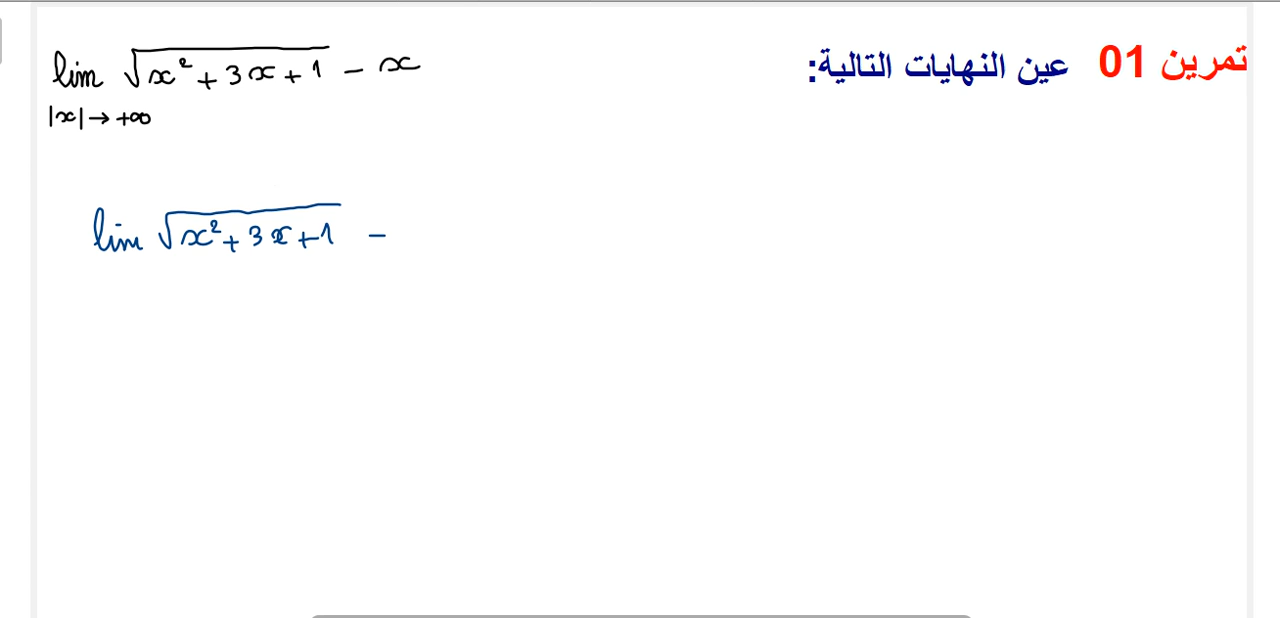 تمرين 01 عين النهايات التالية:
lim √(x² + 3x + 1) - x
|x| → +∞
lim √(x² + 3x + 1) -